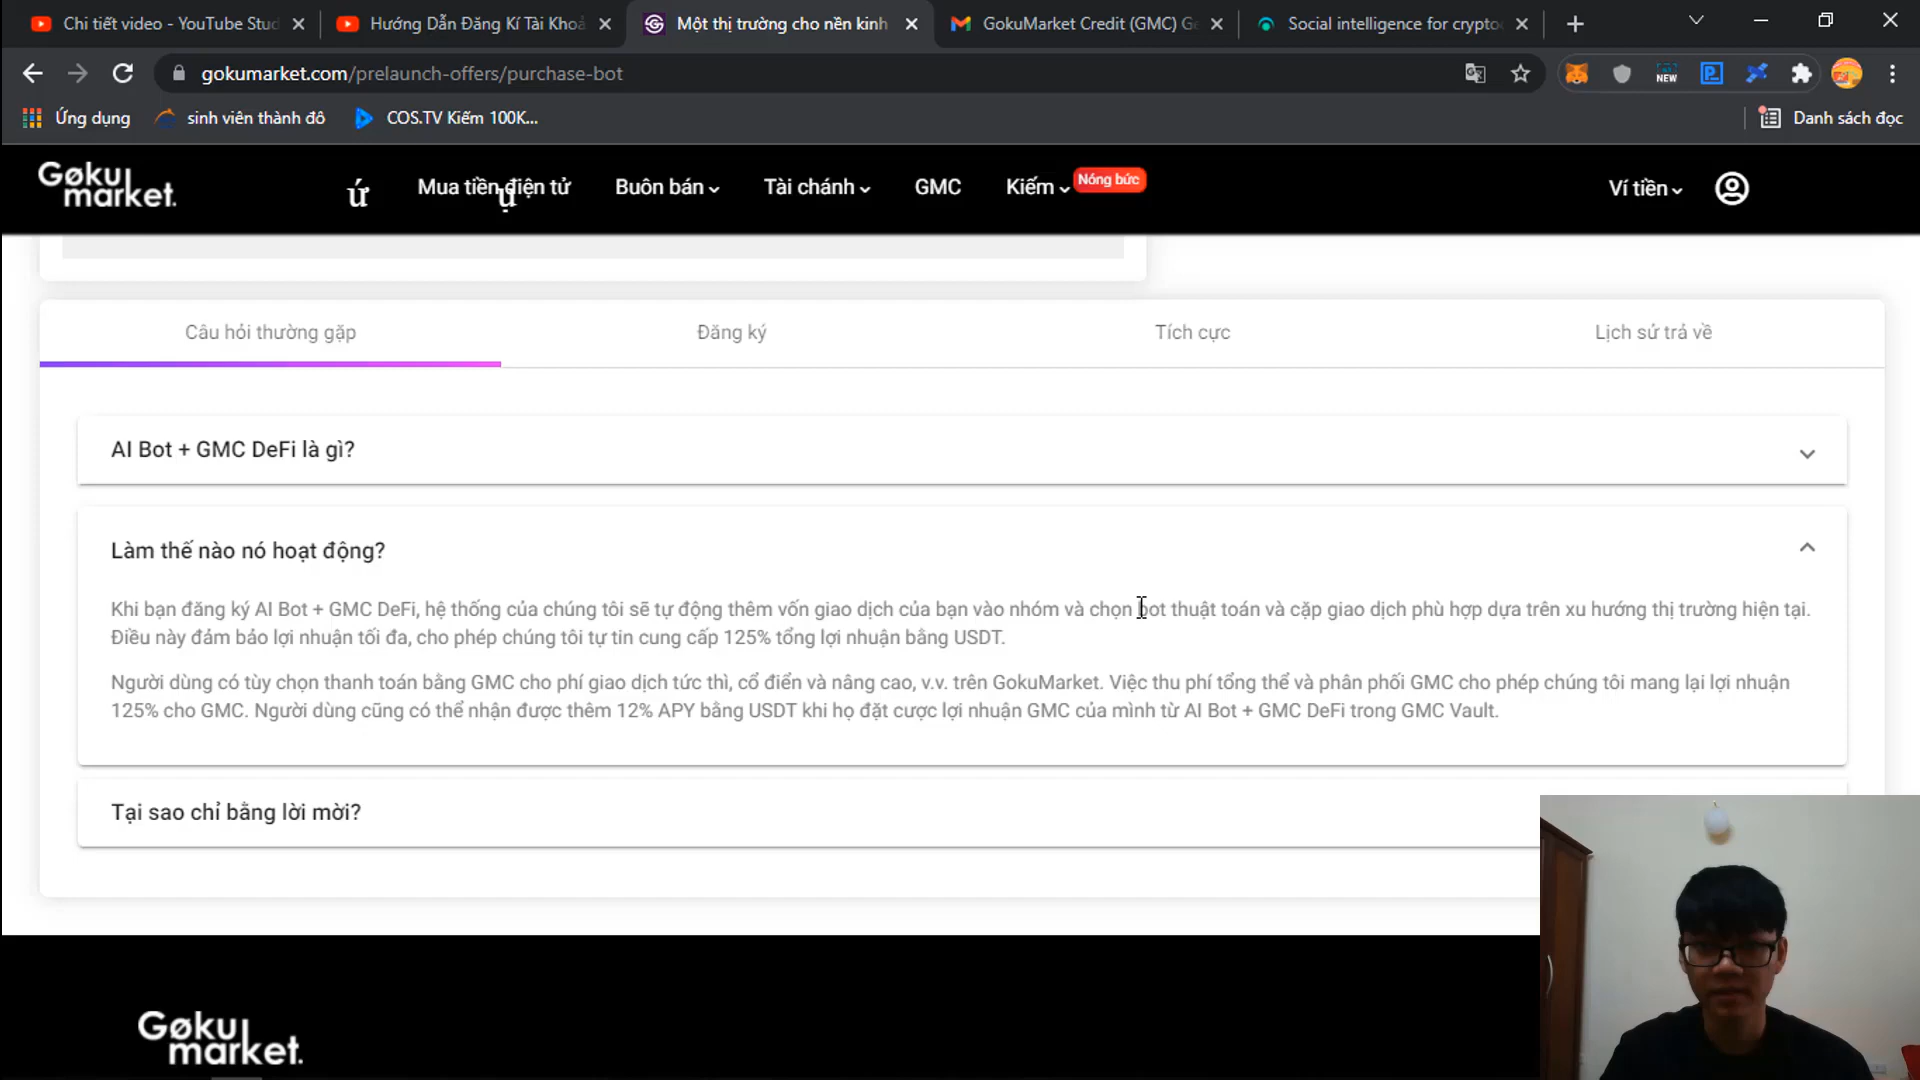 Chi tiết video - YouTube Stud
Hướng Dẫn Đăng Kí Tài Khoả
Một thị trường cho nền kinh
GokuMarket Credit (GMC) Ge
Social intelligence for crypto
gokumarket.com/prelaunch-offers/purchase-bot
NEW
Ứng dụng
sinh viên thành đô
COS.TV Kiếm 100K...
Danh sách đọc
Gøku market.
ứ
ụ
Mua tiền điện tử
Buôn bán
Tài chánh
GMC
Kiếm
Nóng bức
Ví tiền
Câu hỏi thường gặp
Đăng ký
Tích cực
Lịch sử trả về
AI Bot + GMC DeFi là gì?
Làm thế nào nó hoạt động?
Khi bạn đăng ký AI Bot + GMC DeFi, hệ thống của chúng tôi sẽ tự động thêm vốn giao dịch của bạn vào nhóm và chọn bot thuật toán và cặp giao dịch phù hợp dựa trên xu hướng thị trường hiện tại.
Điều này đảm bảo lợi nhuận tối đa, cho phép chúng tôi tự tin cung cấp 125% tổng lợi nhuận bằng USDT.
Người dùng có tùy chọn thanh toán bằng GMC cho phí giao dịch tức thì, cổ điển và nâng cao, v.v. trên GokuMarket. Việc thu phí tổng thể và phân phối GMC cho phép chúng tôi mang lại lợi nhuận
125% cho GMC. Người dùng cũng có thể nhận được thêm 12% APY bằng USDT khi họ đặt cược lợi nhuận GMC của mình từ AI Bot + GMC DeFi trong GMC Vault.
Tại sao chỉ bằng lời mời?
Gøku market.